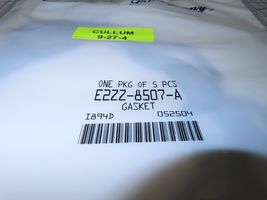 CULLUM
9-27-4
ONE PKG OF 5 PCS
E2ZZ-8507-A
GASKET
I894D 052504